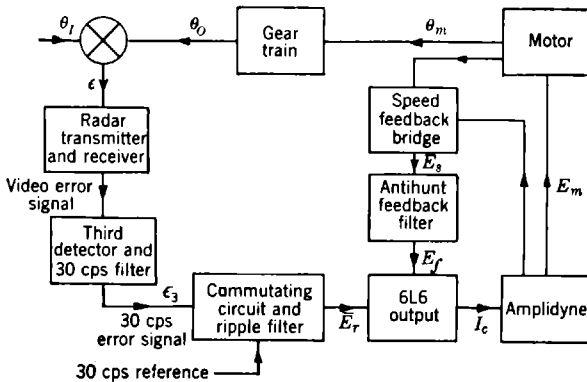 θ_I
θ_O
Gear
train
θ_m
Motor
ϵ
Radar
transmitter
and receiver
Speed
feedback
bridge
Video error
signal
E_s
E_m
Antihunt
feedback
filter
Third
detector and
30 cps filter
E_f
ϵ_3
30 cps
error signal
Commutating
circuit and
ripple filter
E_r
6L6
output
I_c
Amplidyne
30 cps reference